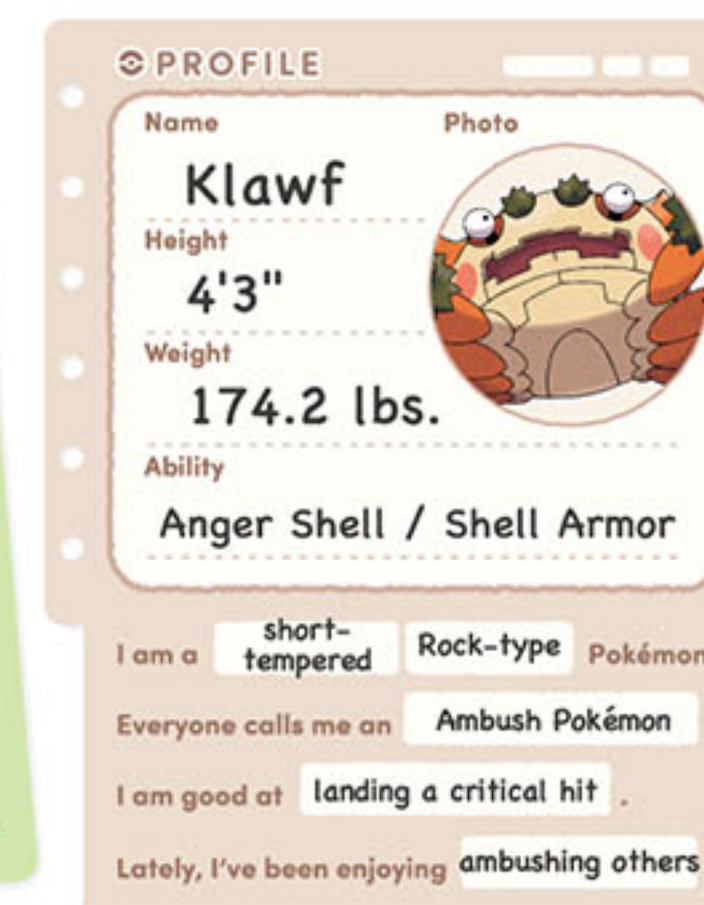 PROFILE
Name Photo
Klawf
Height
4'3"
Weight
174.2 lbs.
Ability
Anger Shell / Shell Armor
I am a short-tempered Rock-type Pokémon
Everyone calls me an Ambush Pokémon
I am good at landing a critical hit .
Lately, I've been enjoying ambushing others